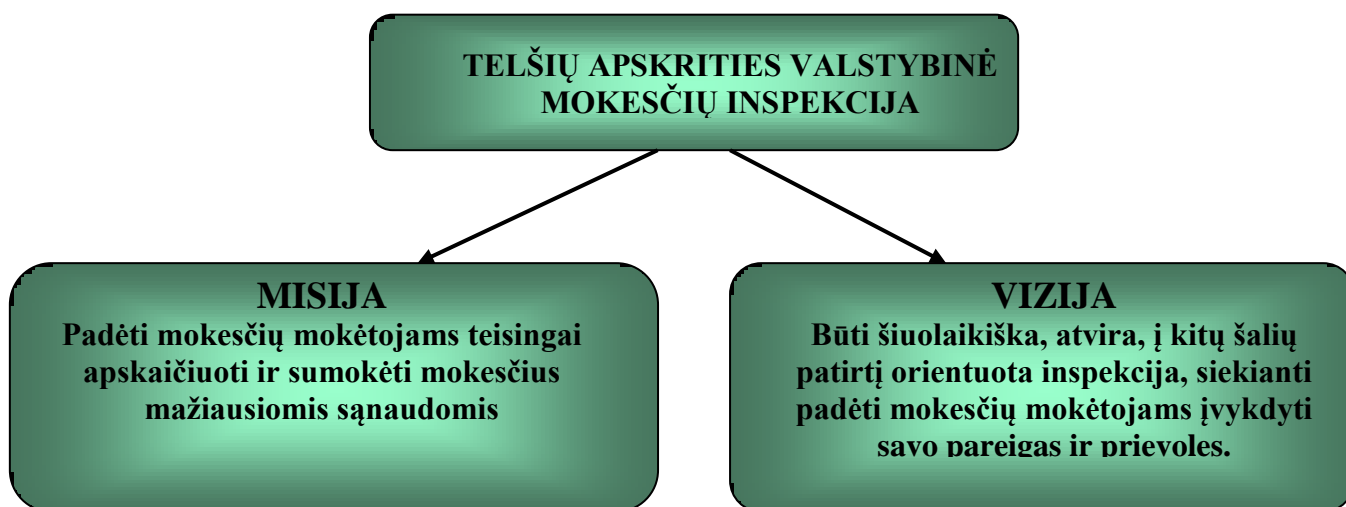 TELŠIŲ APSKRITIES VALSTYBINĖ
MOKESČIŲ INSPEKCIJA
MISIJA
Padėti mokesčių mokėtojams teisingai
apskaičiuoti ir sumokėti mokesčius
mažiausiomis sąnaudomis
VIZIJA
Būti šiuolaikiška, atvira, į kitų šalių
patirtį orientuota inspekcija, siekianti
padėti mokesčių mokėtojams įvykdyti
savo pareigas ir prievoles.